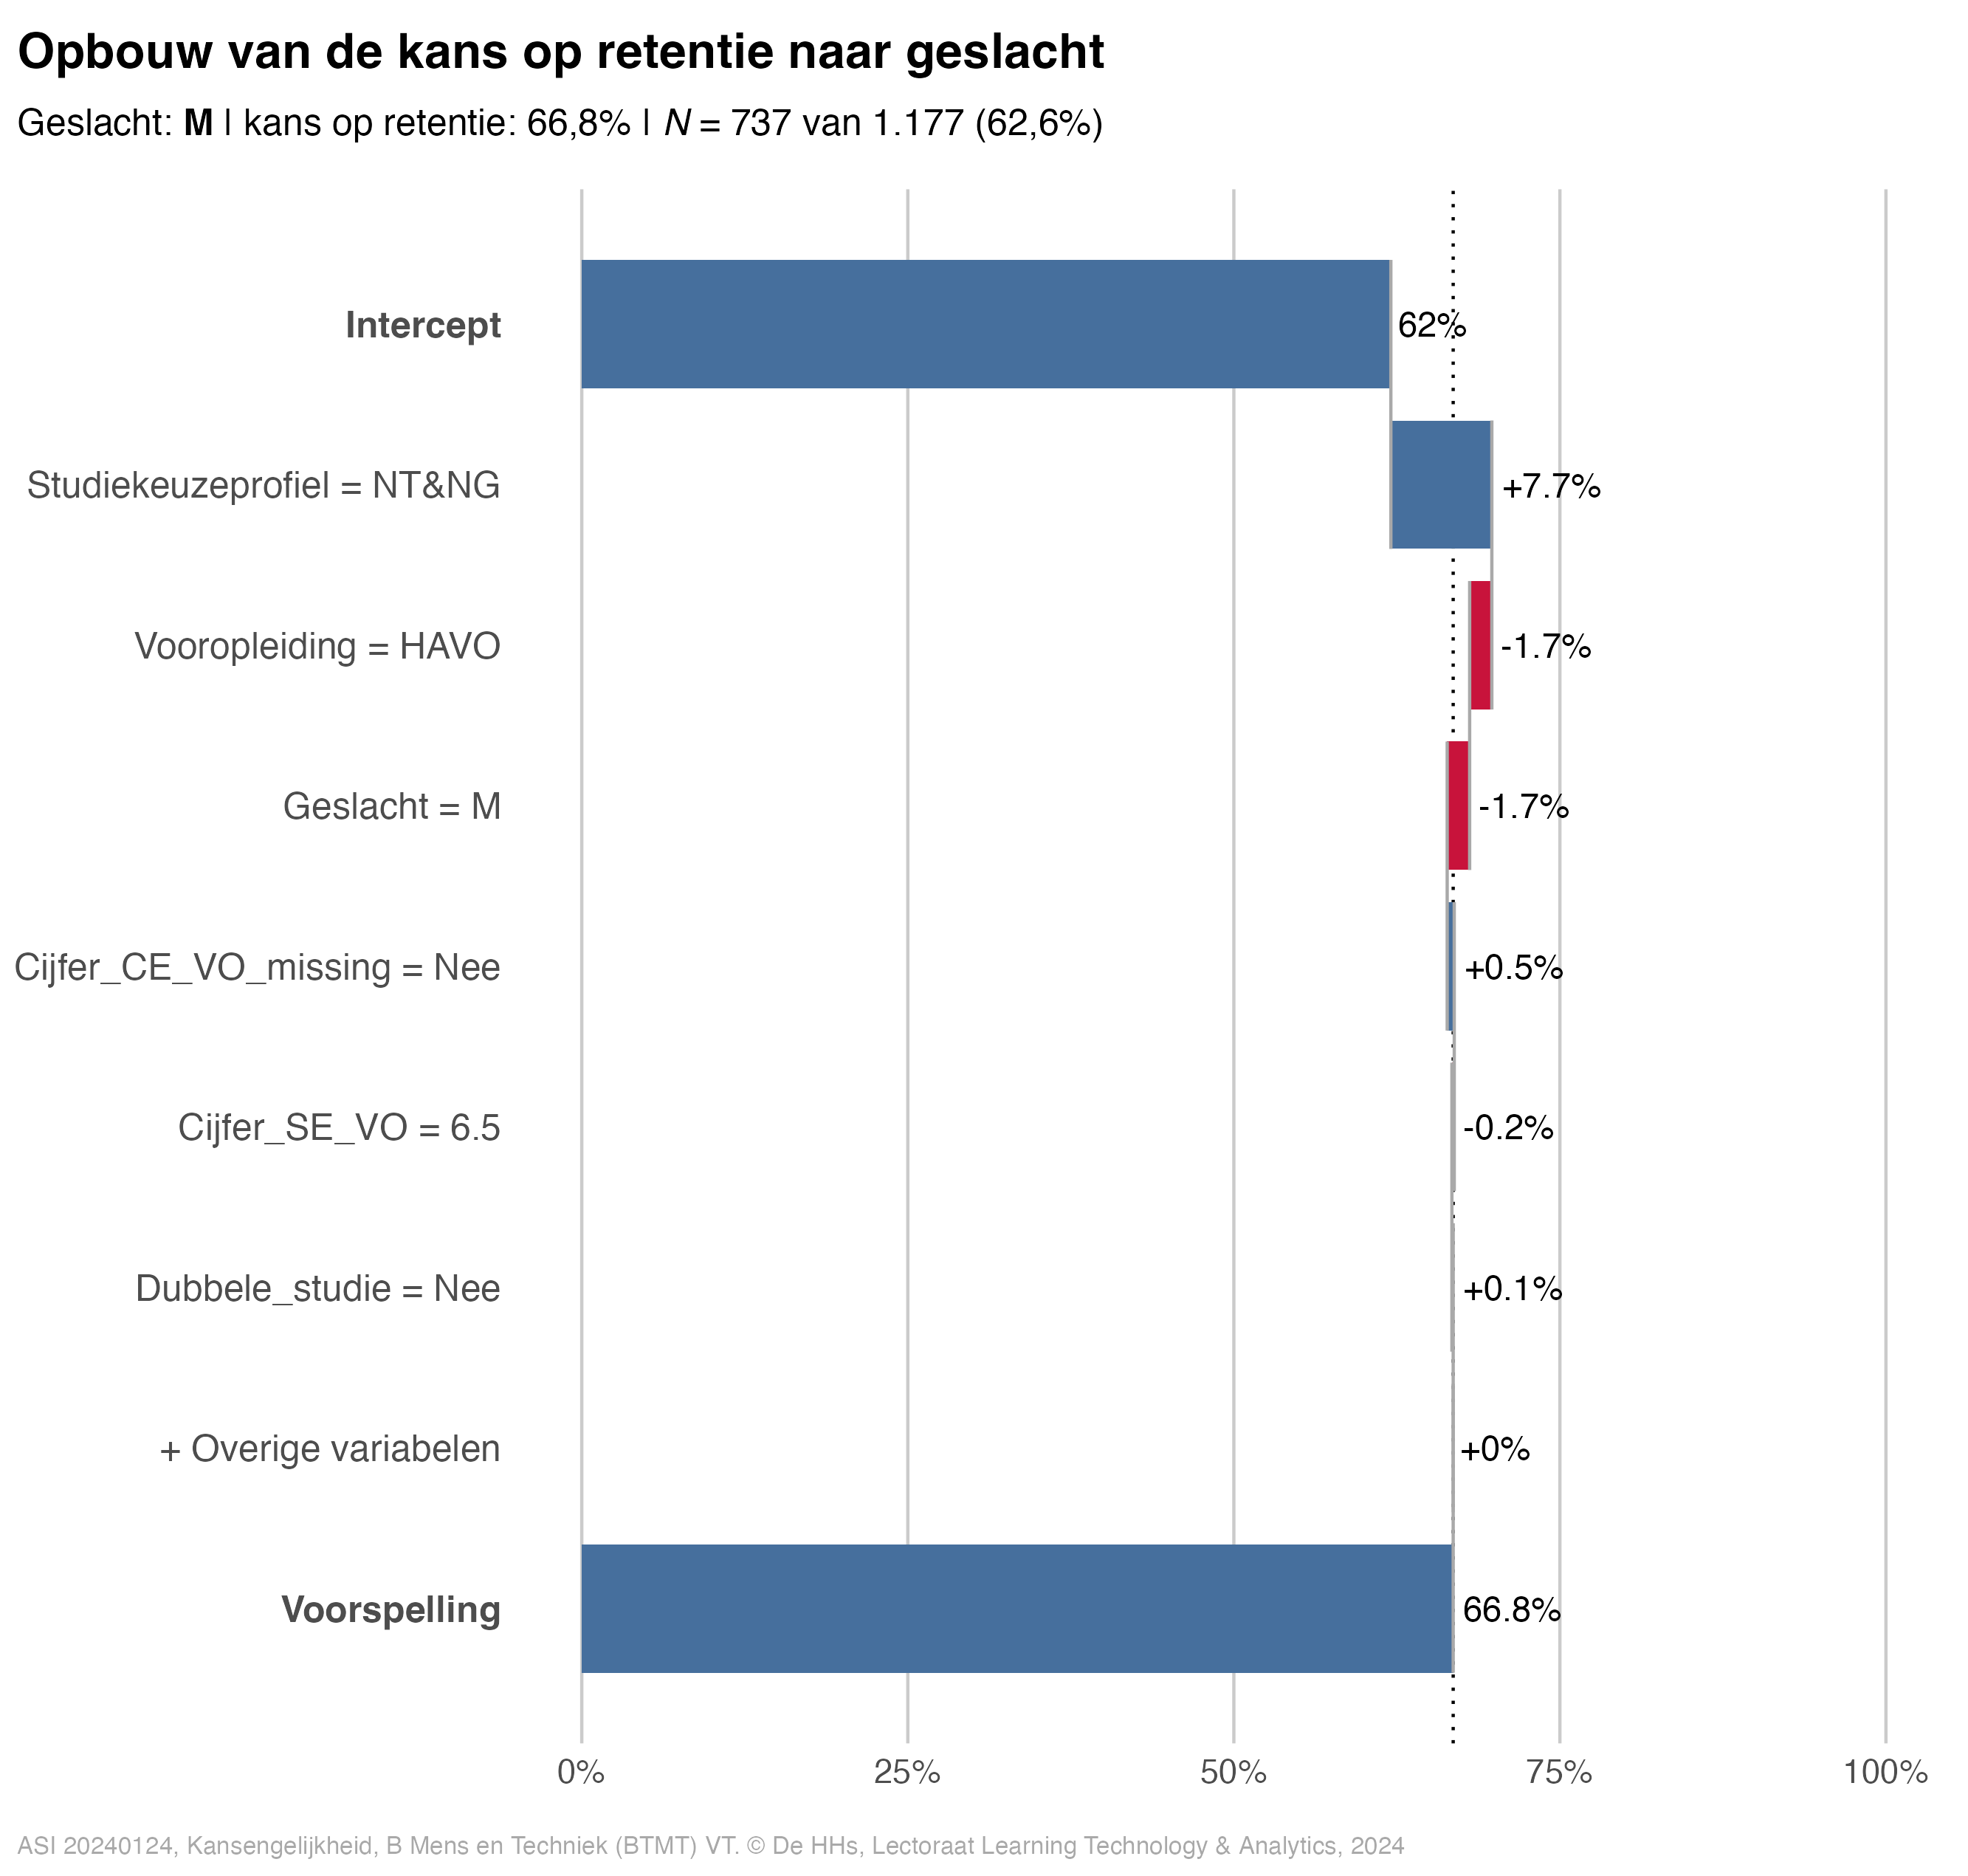 Opbouw van de kans op retentie naar geslacht
Geslacht: M | kans op retentie: 66,8% | N = 737 van 1.177 (62,6%)
Intercept
62%
Studiekeuzeprofiel = NT&NG
+7.7%
Vooropleiding = HAVO
-1.7%
Geslacht = M
-1.7%
Cijfer_CE_VO_missing = Nee
+0.5%
Cijfer_SE_VO = 6.5
-0.2%
Dubbele_studie = Nee
+0.1%
+ Overige variabelen
+0%
Voorspelling
66.8%
0% 25% 50% 75% 100%
ASI 20240124, Kansengelijkheid, B Mens en Techniek (BTMT) VT. © De HHs, Lectoraat Learning Technology & Analytics, 2024